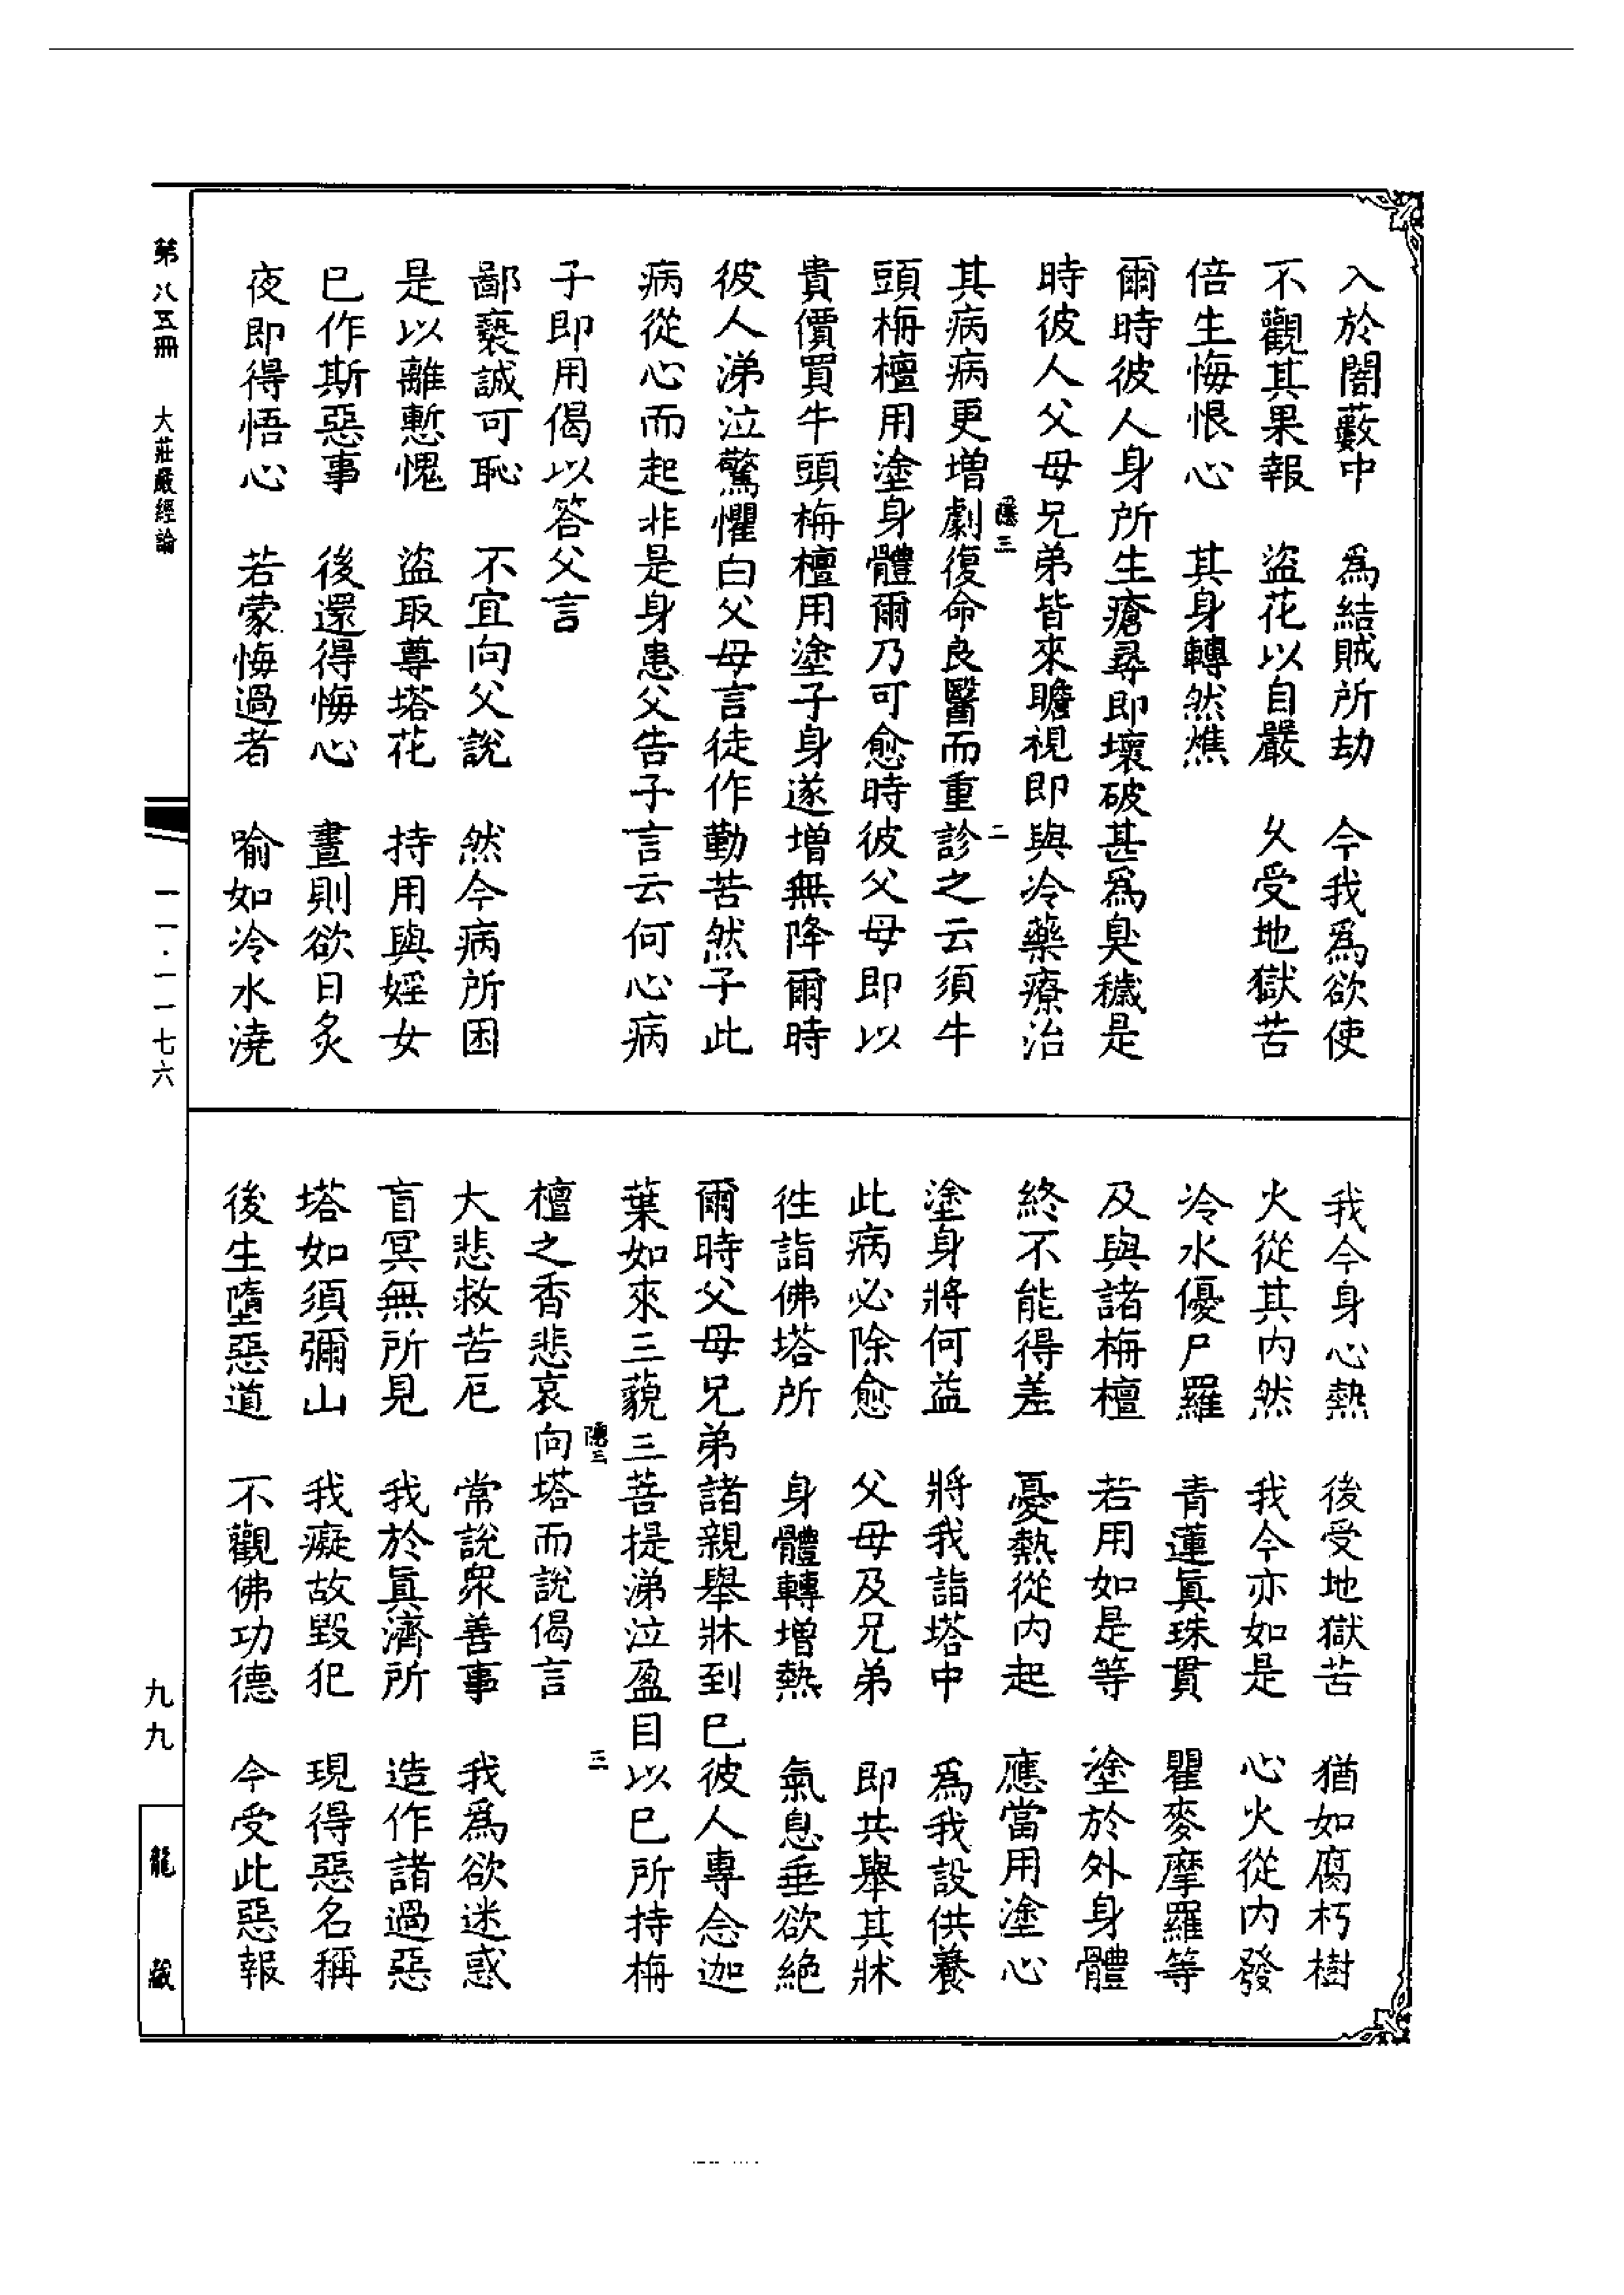 入於闇藪中　爲結賊所劫　今我爲欲使
不觀其果報　盜花以自嚴　久受地獄苦
倍生悔恨心　其身轉然燋
爾時彼人身所生瘡尋即壞破甚爲臭穢是
時彼人父母兄弟皆來瞻視即與冷藥療治
隱三　二
其病病更增劇復命良醫而重診之云須牛
頭栴檀用塗身體爾乃可愈時彼父母即以
貴價買牛頭栴檀用塗子身遂增無降爾時
彼人涕泣驚懼白父母言徒作勤苦然子此
病從心而起非是身患父告子言云何心病
子即用偈以答父言
鄙褻誠可恥　不宜向父說　然今病所困
是以離慙愧　盜取尊塔花　持用與婬女
已作斯惡事　後還得悔心　晝則欲日炙
夜即得悟心　若蒙悔過者　喻如冷水澆
我今身心熱　後受地獄苦　猶如腐朽樹
火從其内然　我今亦如是　心火從内發
冷水優尸羅　青蓮眞珠貫　瞿麥摩羅等
及與諸栴檀　若用如是等　塗於外身體
終不能得差　憂熱從内起　應當用塗心
塗身將何益　將我詣塔中　爲我設供養
此病必除愈　父母及兄弟　即共舉其牀
往詣佛塔所　身體轉增熱　氣息垂欲絶
爾時父母兄弟諸親舉牀到已彼人專念迦
葉如來三藐三菩提涕泣盈目以已所持栴
隱三　三
檀之香悲哀向塔而說偈言
大悲救苦厄　常說衆善事　我爲欲迷惑
盲冥無所見　我於眞濟所　造作諸過惡
塔如須彌山　我癡故毀犯　現得惡名稱
後生墮惡道　不觀佛功德　今受此惡報
第八五冊　大莊嚴經論　一一·一一七六　九九　龍藏